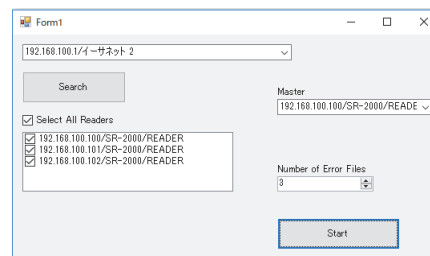 Form1
192.168.100.1/イーサネット 2
Search
Master
192.168.100.100/SR-2000/READE
Select All Readers
192.168.100.100/SR-2000/READER
192.168.100.101/SR-2000/READER
192.168.100.102/SR-2000/READER
Number of Error Files
3
Start